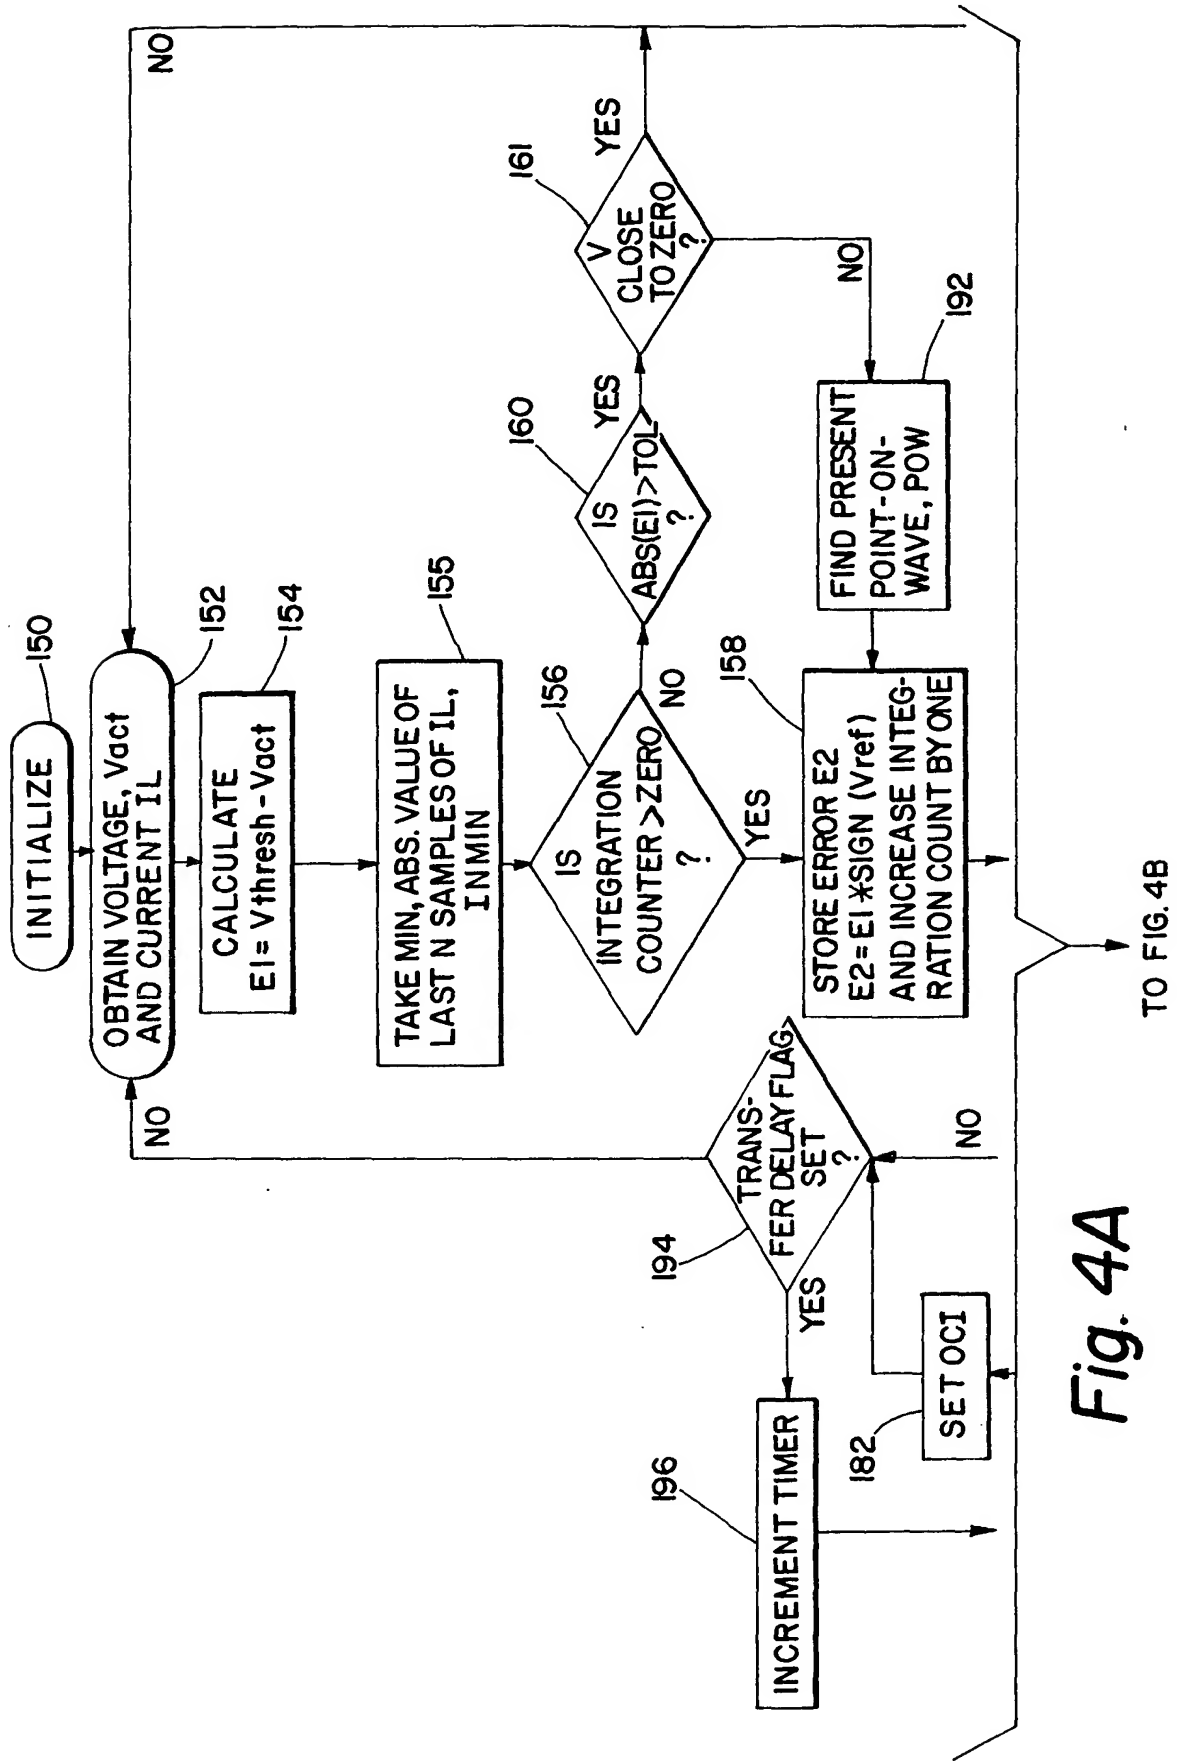 150
INITIALIZE
OBTAIN VOLTAGE, Vact
AND CURRENT IL
152
NO
NO
CALCULATE
E1=Vthresh-Vact
154
TAKE MIN, ABS. VALUE OF
LAST N SAMPLES OF IL,
INMIN
155
IS
INTEGRATION
COUNTER>ZERO
?
156
NO
YES
IS
ABS(E1)>TOL
?
160
YES
V
CLOSE
TO ZERO
?
161
YES
NO
FIND PRESENT
POINT-ON-
WAVE, POW
192
STORE ERROR E2
E2=E1*SIGN (Vref)
AND INCREASE INTEG-
RATION COUNT BY ONE
158
TRANS-
FER DELAY FLAG
SET
?
194
YES
NO
INCREMENT TIMER
196
SET OCI
182
TO FIG. 4B
Fig. 4A